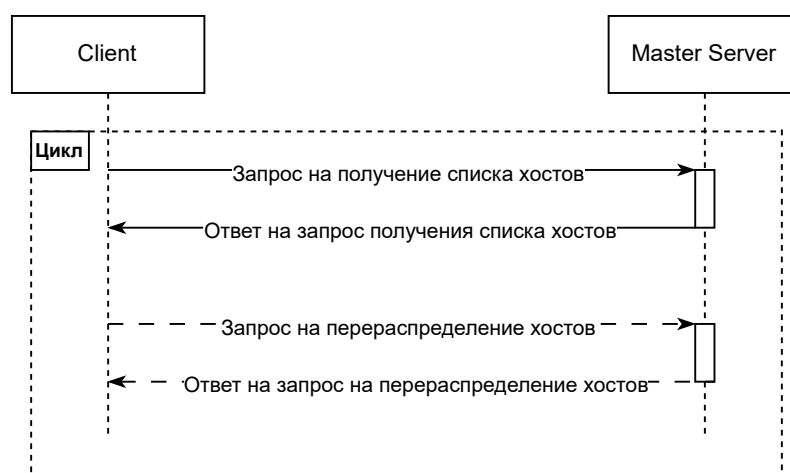 Client
Master Server
Цикл
Запрос на получение списка хостов
Ответ на запрос получения списка хостов
Запрос на перераспределение хостов
Ответ на запрос на перераспределение хостов